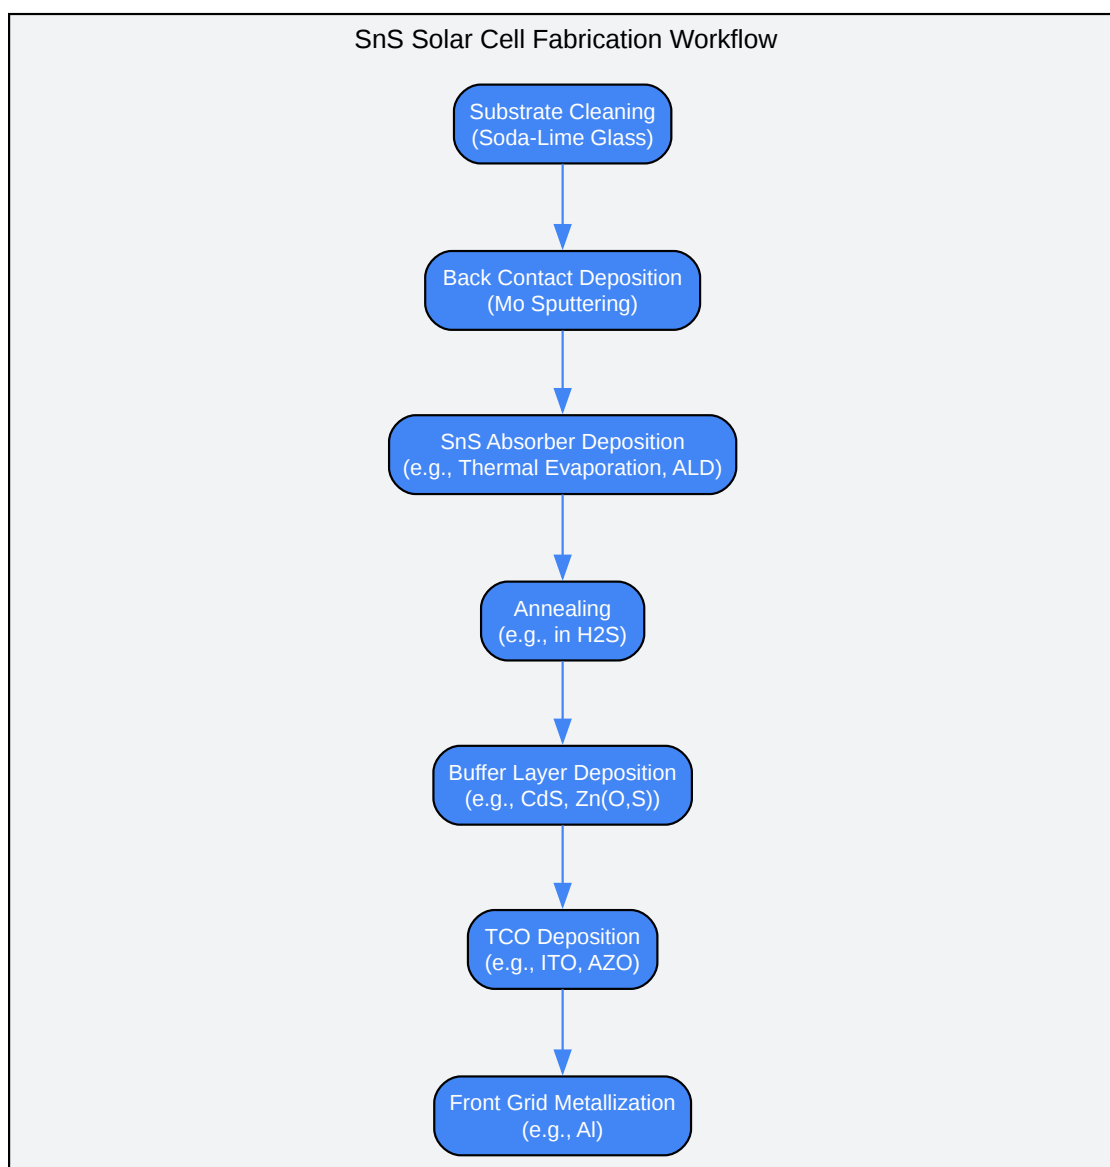 SnS Solar Cell Fabrication Workflow
Substrate Cleaning
(Soda-Lime Glass)
Back Contact Deposition
(Mo Sputtering)
SnS Absorber Deposition
(e.g., Thermal Evaporation, ALD)
Annealing
(e.g., in H2S)
Buffer Layer Deposition
(e.g., CdS, Zn(O,S))
TCO Deposition
(e.g., ITO, AZO)
Front Grid Metallization
(e.g., Al)